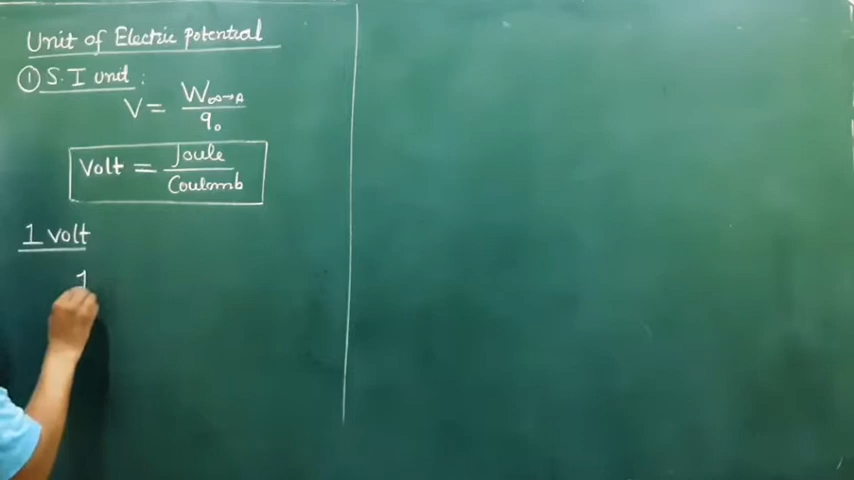 Unit of Electric Potential
① S.I unit :
V = W∞→A / q₀
Volt = Joule / Coulomb
1 volt
1